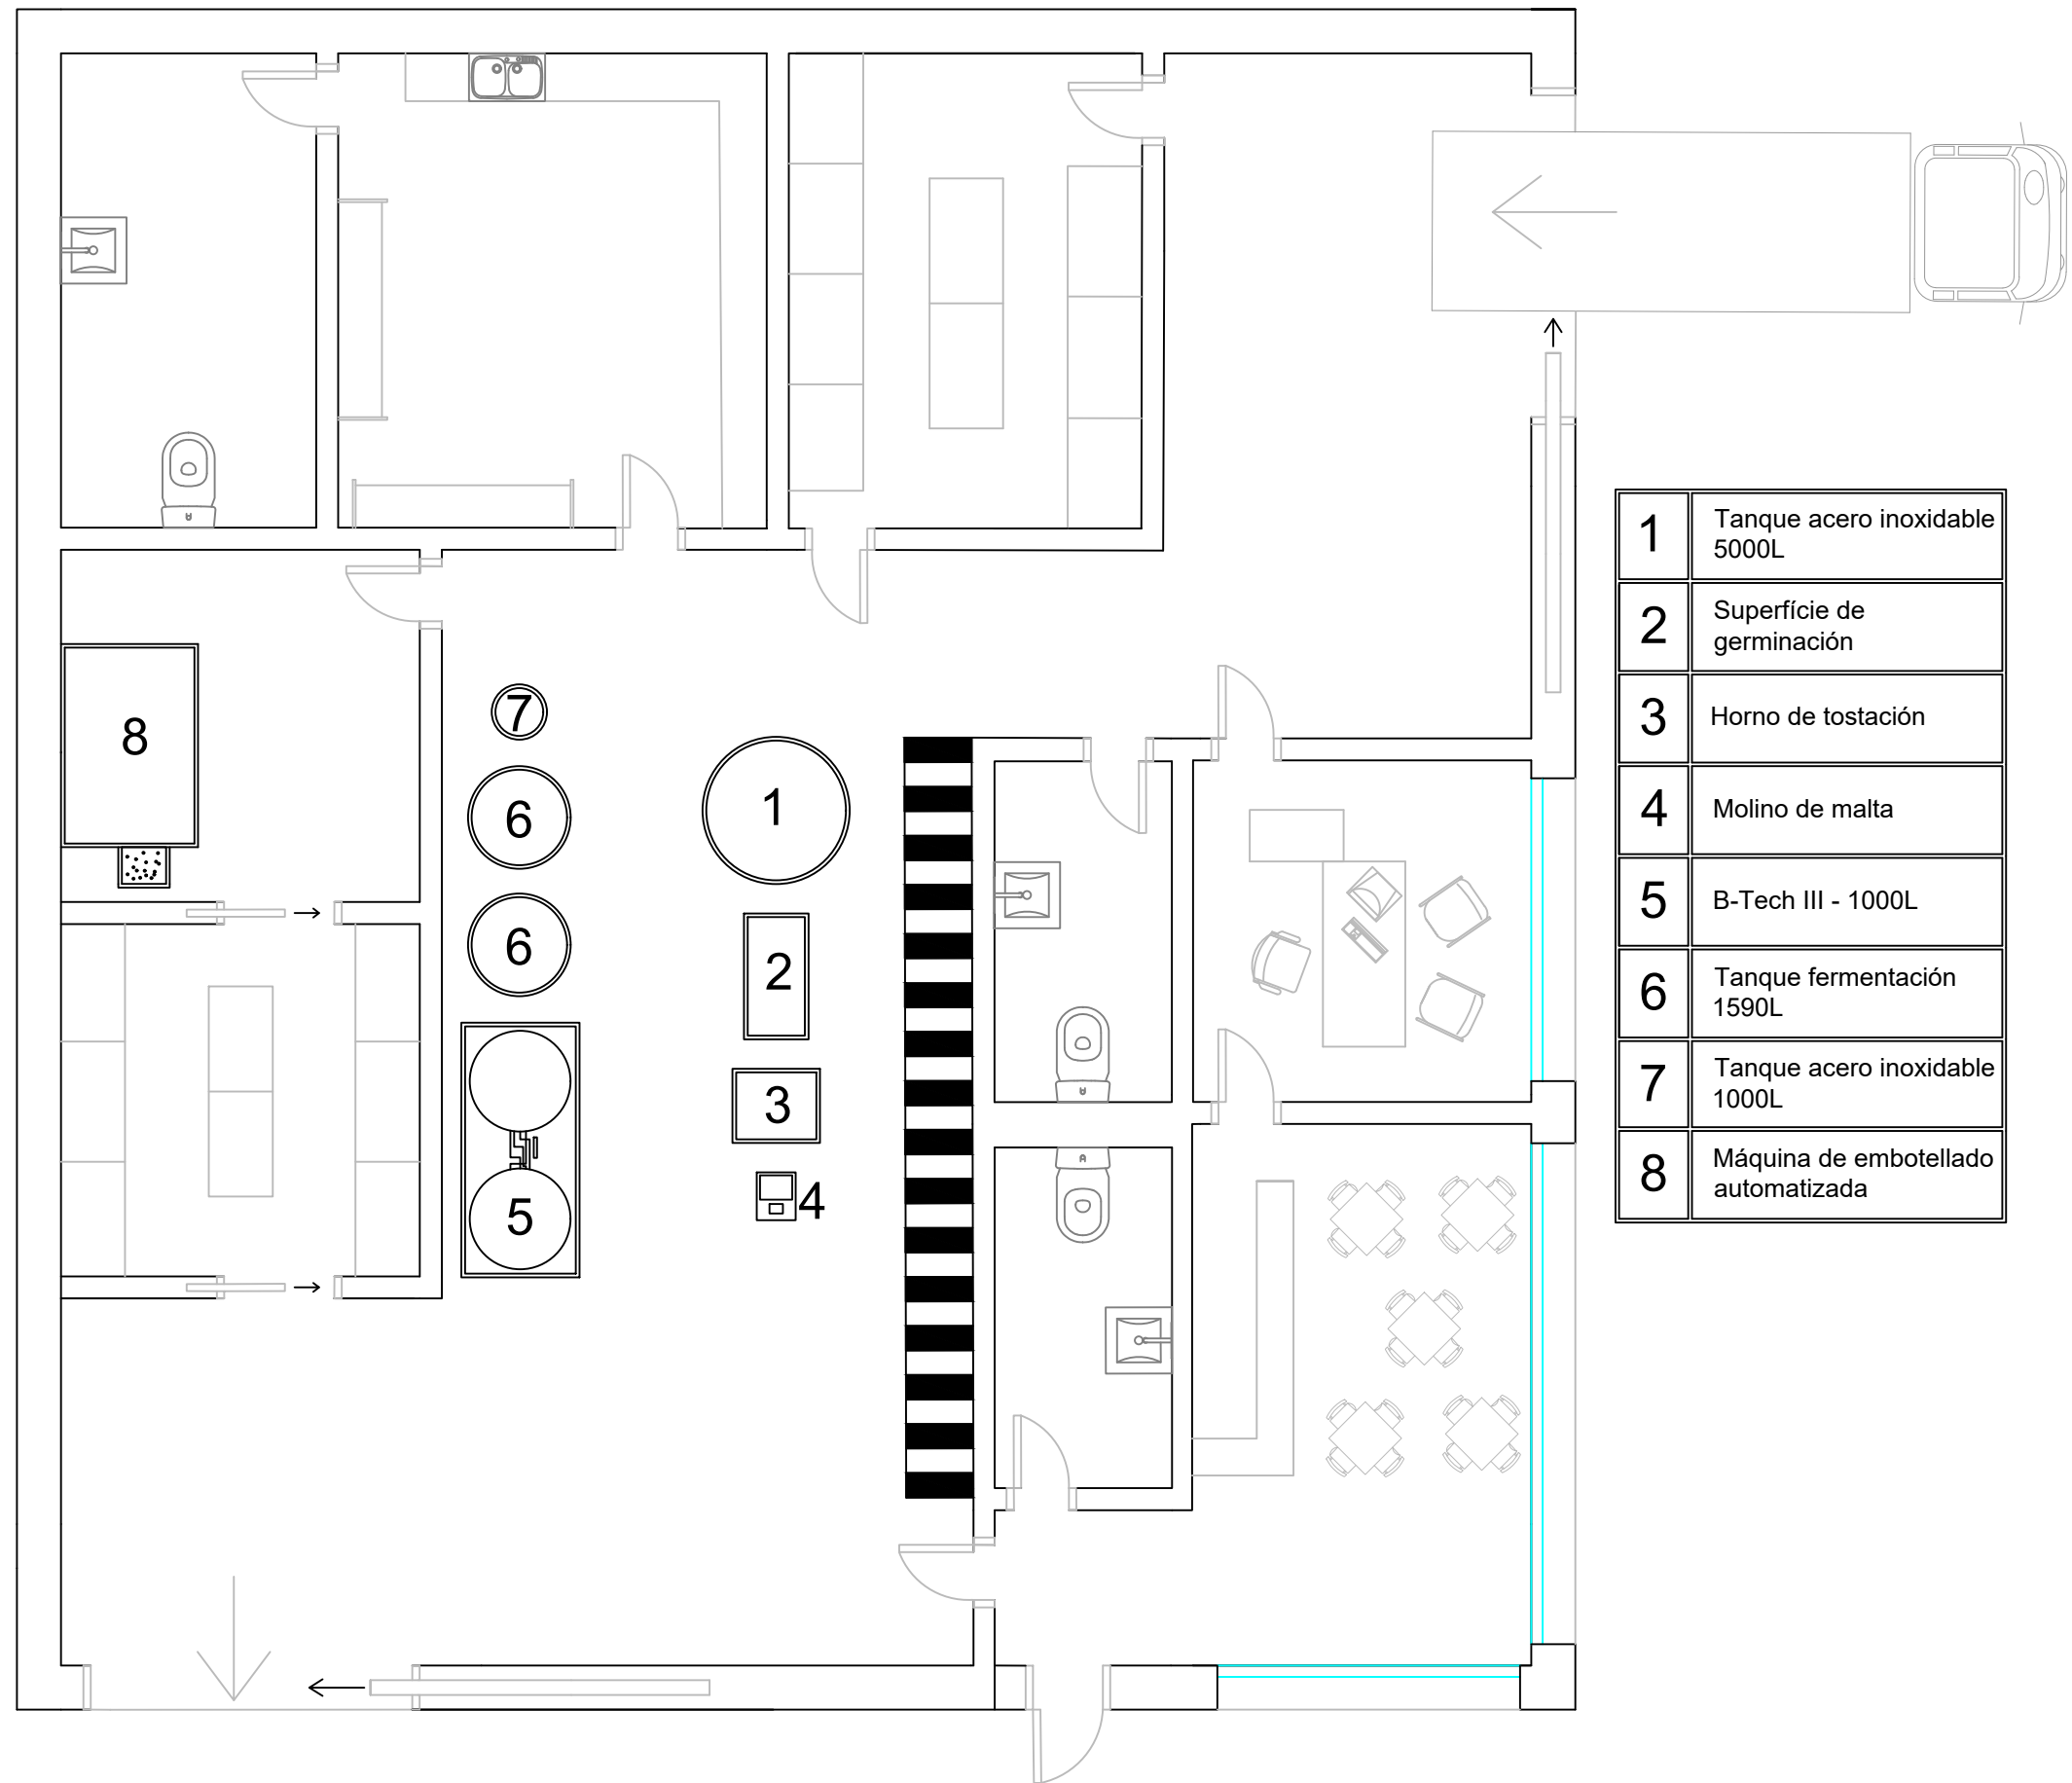 7
8
1
6
6
2
3
5
4
1
Tanque acero inoxidable
5000L
2
Superfície de
germinación
3
Horno de tostación
4
Molino de malta
5
B-Tech III - 1000L
6
Tanque fermentación
1590L
7
Tanque acero inoxidable
1000L
8
Máquina de embotellado
automatizada